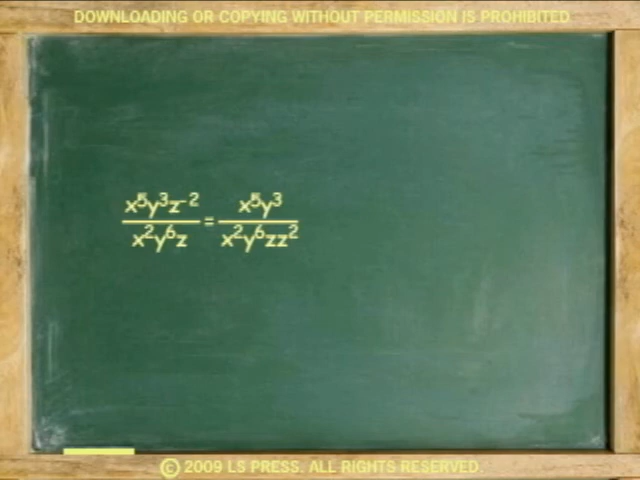 DOWNLOADING OR COPYING WITHOUT PERMISSION IS PROHIBITED
x⁵y³z⁻²/x²y⁶z = x⁵y³/x²y⁶zz²
© 2009 LS PRESS. ALL RIGHTS RESERVED.